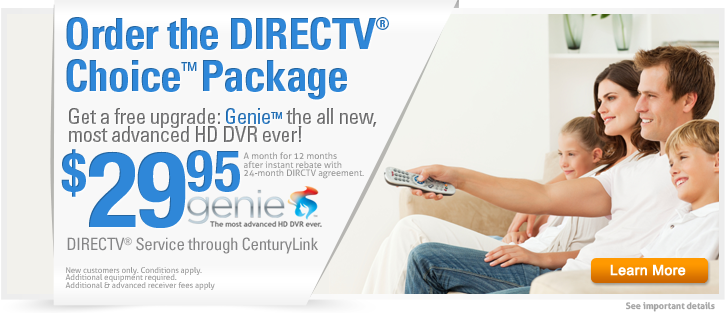 Order the DIRECTV®
Choice™ Package
Get a free upgrade: Genie™ the all new,
most advanced HD DVR ever!
$29.95
A month for 12 months
after instant rebate with
24-month DIRCTV agreement.
genie™
The most advanced HD DVR ever.
DIRECTV® Service through CenturyLink
New customers only. Conditions apply.
Additional equipment required.
Additional & advanced receiver fees apply
Learn More
See important details